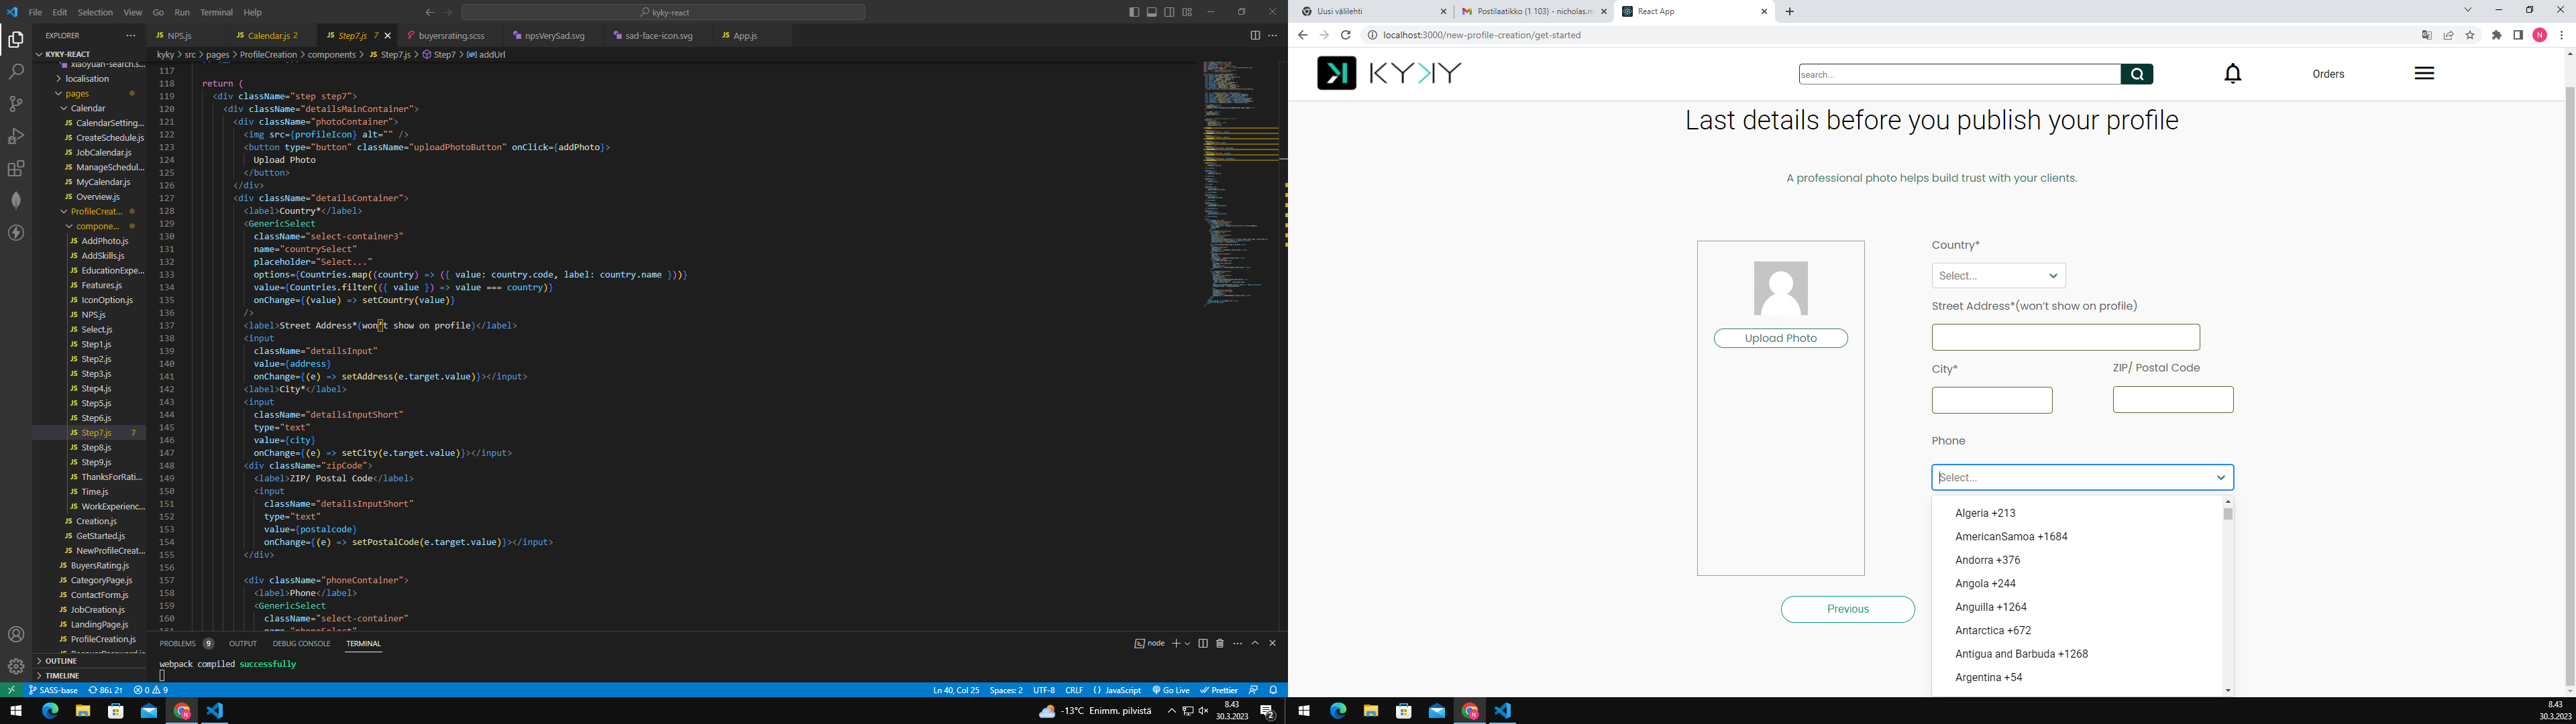 File Edit Selection View Go Run Terminal Help
kyky-react
EXPLORER
KYKY-REACT
xiaoyuan-search.s...
localisation
pages
Calendar
CalendarSetting...
CreateSchedule.js
JobCalendar.js
ManageSchedul...
MyCalendar.js
Overview.js
ProfileCreat...
compone...
AddPhoto.js
AddSkills.js
EducationExpe...
Features.js
IconOption.js
NPS.js
Select.js
Step1.js
Step2.js
Step3.js
Step4.js
Step5.js
Step6.js
Step7.js 7
Step8.js
Step9.js
ThanksForRati...
Time.js
WorkExperienc...
Creation.js
GetStarted.js
NewProfileCreat...
BuyersRating.js
CategoryPage.js
ContactForm.js
JobCreation.js
LandingPage.js
ProfileCreation.js
OUTLINE
TIMELINE
NPS.js Calendar.js 2 Step7.js 7 buyersrating.scss npsVerySad.svg sad-face-icon.svg App.js
kyky > src > pages > ProfileCreation > components > Step7.js > Step7 > addUrl
117
118 return (
119 <div className="step step7">
120 <div className="detailsMainContainer">
121 <div className="photoContainer">
122 <img src={profileIcon} alt="" />
123 <button type="button" className="uploadPhotoButton" onClick={addPhoto}>
124 Upload Photo
125 </button>
126 </div>
127 <div className="detailsContainer">
128 <label>Country*</label>
129 <GenericSelect
130 className="select-container3"
131 name="countrySelect"
132 placeholder="Select..."
133 options={Countries.map((country) => ({ value: country.code, label: country.name }))}
134 value={Countries.filter(({ value }) => value === country)}
135 onChange={(value) => setCountry(value)}
136 />
137 <label>Street Address*(won’t show on profile)</label>
138 <input
139 className="detailsInput"
140 value={address}
141 onChange={(e) => setAddress(e.target.value)}></input>
142 <label>City*</label>
143 <input
144 className="detailsInputShort"
145 type="text"
146 value={city}
147 onChange={(e) => setCity(e.target.value)}></input>
148 <div className="zipCode">
149 <label>ZIP/ Postal Code</label>
150 <input
151 className="detailsInputShort"
152 type="text"
153 value={postalcode}
154 onChange={(e) => setPostalCode(e.target.value)}></input>
155 </div>
156
157 <div className="phoneContainer">
158 <label>Phone</label>
159 <GenericSelect
160 className="select-container"
161 name="phoneSelect"
PROBLEMS 9 OUTPUT DEBUG CONSOLE TERMINAL
node
webpack compiled successfully
SASS-base 86↓ 2↑ 0 9
Ln 40, Col 25 Spaces: 2 UTF-8 CRLF {} JavaScript Go Live Prettier
-13°C Enimm. pilvistä
8.43
30.3.2023
2
Uusi välilehti
Postilaatikko (1 103) - nicholas.m
React App
localhost:3000/new-profile-creation/get-started
N
KYKY
search...
Orders
Last details before you publish your profile
A professional photo helps build trust with your clients.
Upload Photo
Country*
Select...
Street Address*(won’t show on profile)
City*
ZIP/ Postal Code
Phone
Select...
Algeria +213
AmericanSamoa +1684
Andorra +376
Angola +244
Anguilla +1264
Antarctica +672
Antigua and Barbuda +1268
Argentina +54
Previous
8.43
30.3.2023